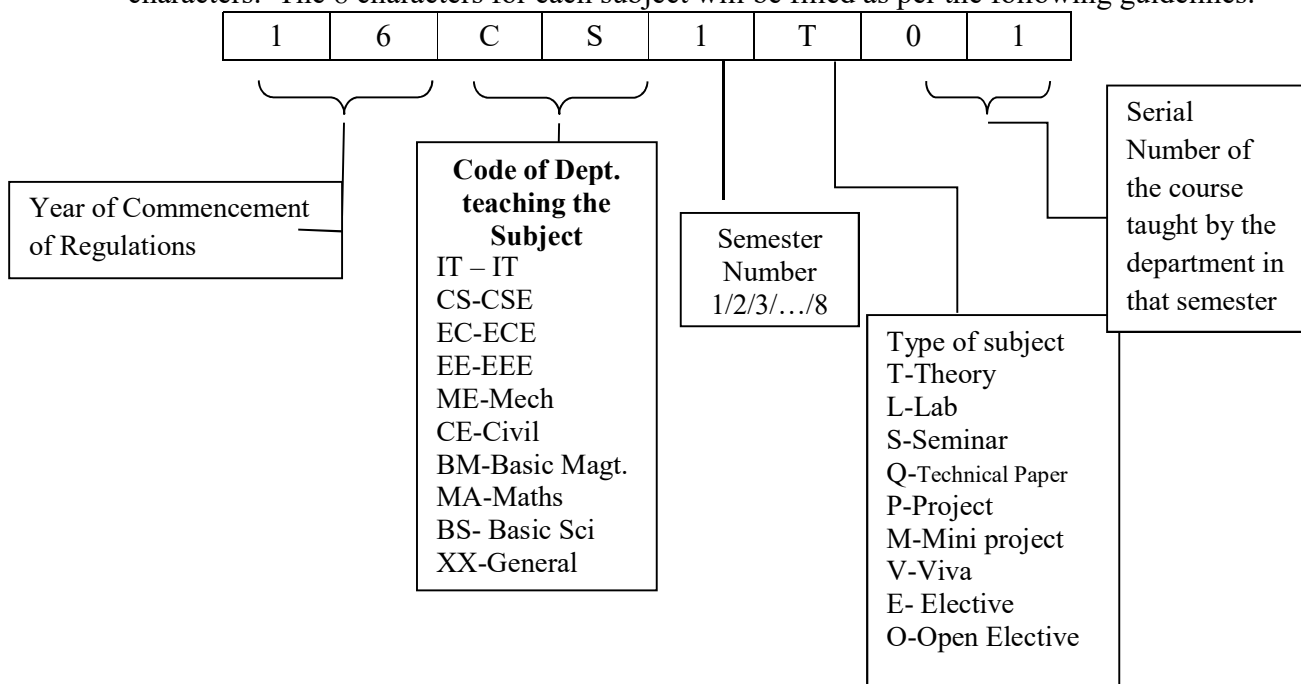 characters. The 8 characters for each subject will be filled as per the following guidelines:
1 6 C S 1 T 0 1
Year of Commencement
of Regulations
Code of Dept.
teaching the
Subject
IT – IT
CS-CSE
EC-ECE
EE-EEE
ME-Mech
CE-Civil
BM-Basic Magt.
MA-Maths
BS- Basic Sci
XX-General
Semester
Number
1/2/3/…/8
Type of subject
T-Theory
L-Lab
S-Seminar
Q-Technical Paper
P-Project
M-Mini project
V-Viva
E- Elective
O-Open Elective
Serial
Number of
the course
taught by the
department in
that semester